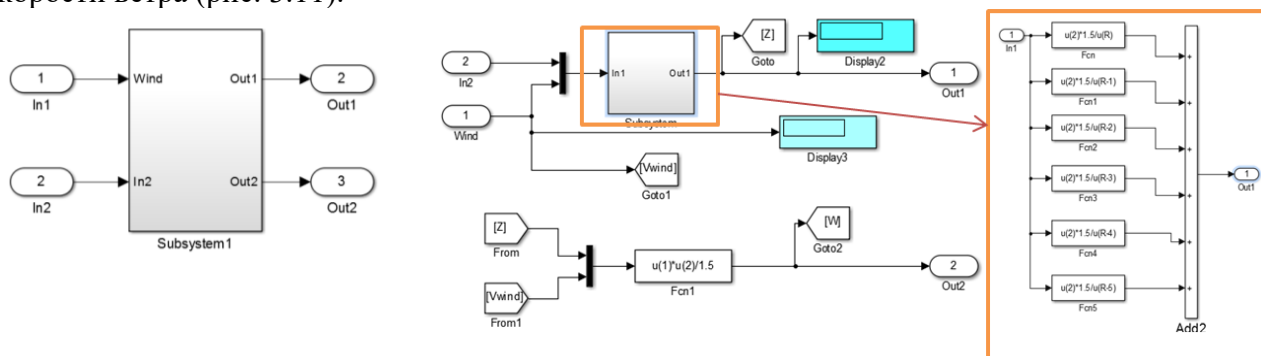 корости ветра (рис. 3.11).
1
In1
2
In2
Wind
In2
Out1
Out2
Subsystem1
2
Out1
3
Out2
2
In2
1
Wind
In1
Out1
Subsystem
[Z]
Goto
Display2
1
Out1
Display3
[Vwind]
Goto1
[Z]
From
[Vwind]
From1
u(1)*u(2)/1.5
Fcn1
[W]
Goto2
2
Out2
1
In1
u(2)*1.5/u(R)
Fcn
u(2)*1.5/u(R-1)
Fcn1
u(2)*1.5/u(R-2)
Fcn2
u(2)*1.5/u(R-3)
Fcn3
u(2)*1.5/u(R-4)
Fcn4
u(2)*1.5/u(R-5)
Fcn5
+
+
+
+
+
+
Add2
1
Out1